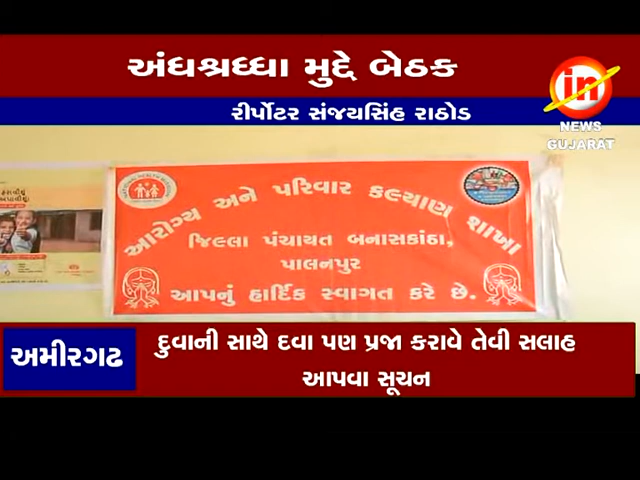 અંધશ્રધ્ધા મુદ્દે બેઠક
રીર્પોટર સંજયસિંહ રાઠોડ
in
NEWS
GUJARAT
આરોગ્ય અને પરિવાર કલ્યાણ શાખા
જિલ્લા પંચાયત બનાસકાંઠા,
પાલનપુર
આપનું હાર્દિક સ્વાગત કરે છે.
અમીરગઢ
દુવાની સાથે દવા પણ પ્રજા કરાવે તેવી સલાહ
આપવા સૂચન